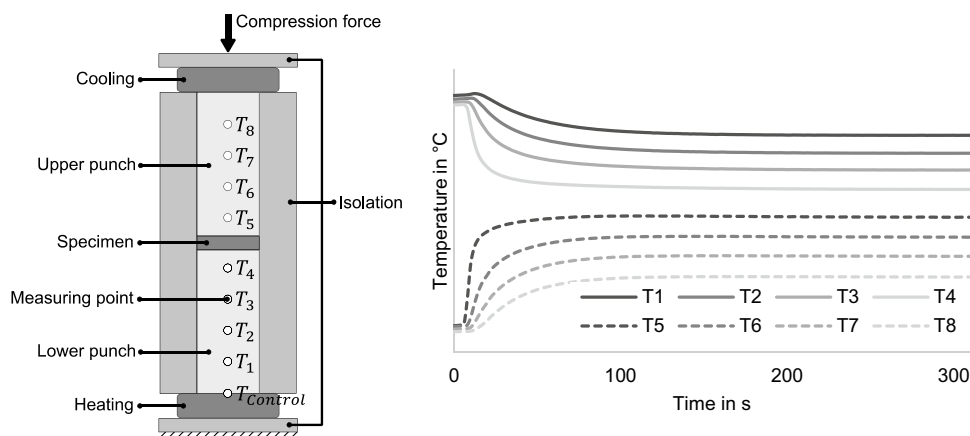 Compression force
Cooling
T8
T7
Upper punch
T6
Isolation
T5
Specimen
T4
Measuring point
T3
T2
Lower punch
T1
TControl
Heating
Temperature in °C
T1 T2 T3 T4
T5 T6 T7 T8
0 100 200 300
Time in s